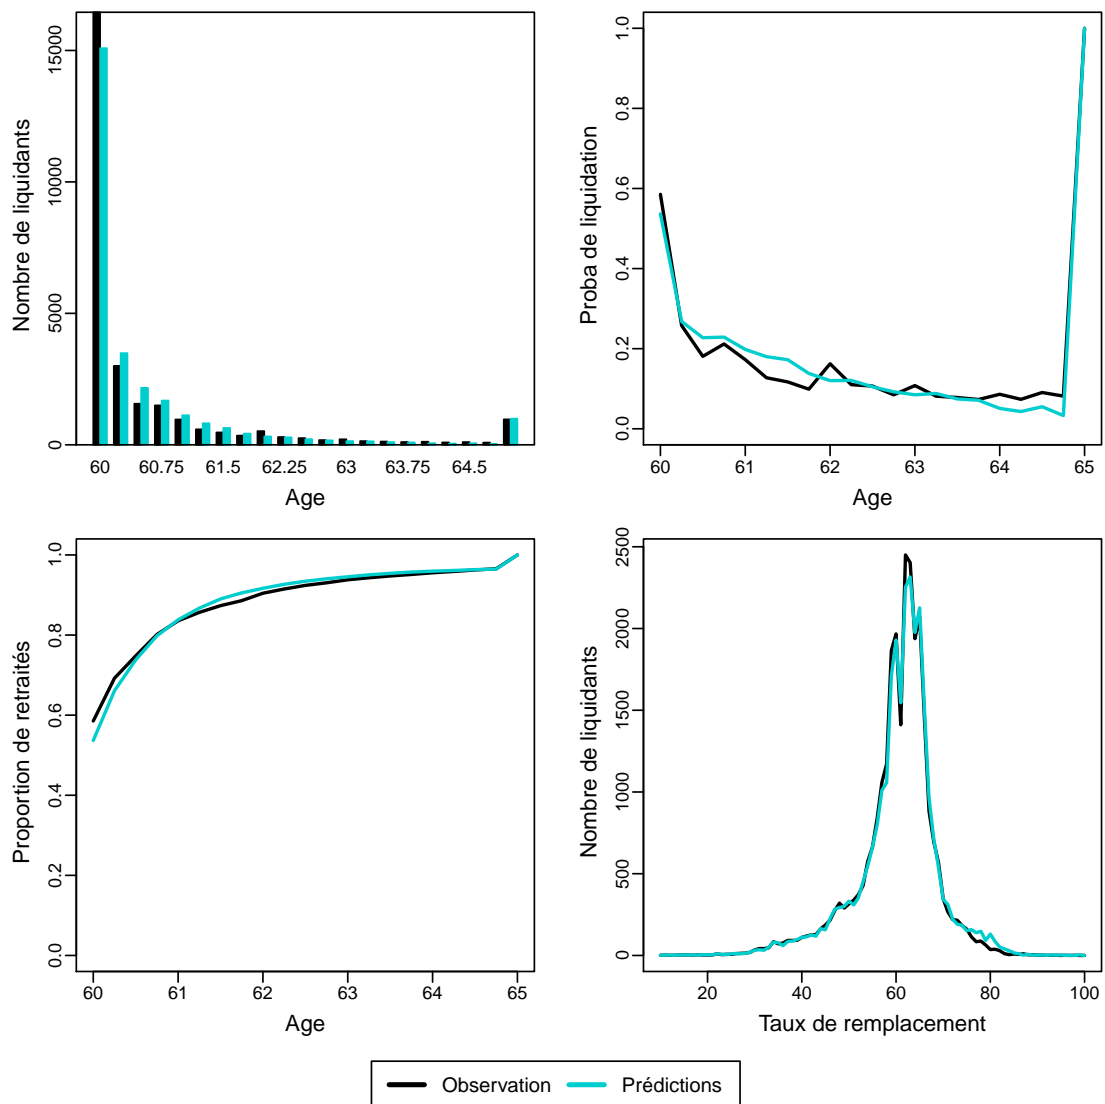 Nombre de liquidants
15000
10000
5000
0
60 60.75 61.5 62.25 63 63.75 64.5
Age
Proba de liquidation
1.0
0.8
0.6
0.4
0.2
0.0
60 61 62 63 64 65
Age
Proportion de retraités
1.0
0.8
0.6
0.4
0.2
0.0
60 61 62 63 64 65
Age
Nombre de liquidants
2500
2000
1500
1000
500
0
20 40 60 80 100
Taux de remplacement
Observation Prédictions